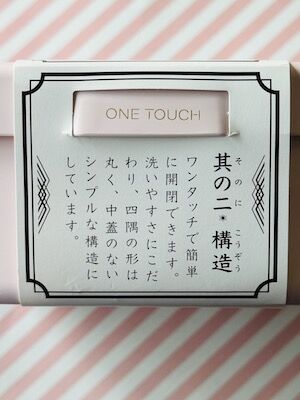 ONE TOUCH
其の二・構造
そのに こうぞう
ワンタッチで簡単
に開閉できます。
洗いやすさにこだ
わり、四隅の形は
丸く、中蓋のない
シンプルな構造に
しています。